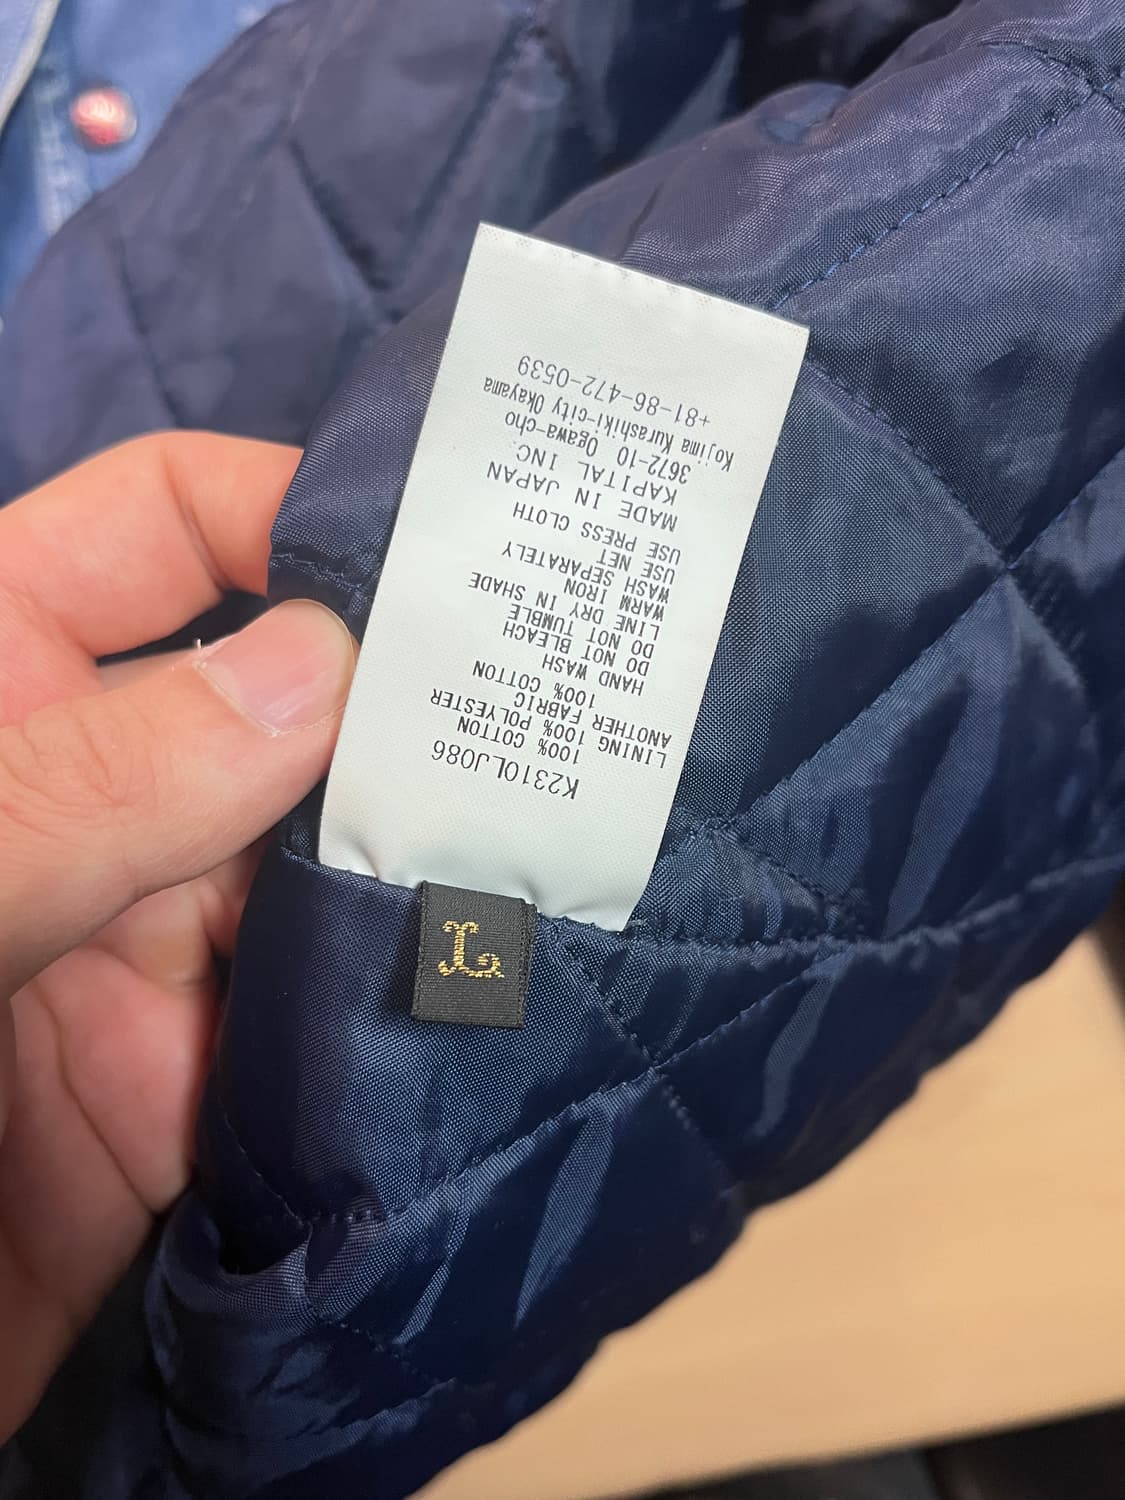 K2310LJ086
100% COTTON
LINING 100% POLYESTER
ANOTHER FABRIC
100% COTTON
HAND WASH
DO NOT BLEACH
DO NOT TUMBLE
LINE DRY IN SHADE
WARM IRON
WASH SEPARATELY
USE NET
USE PRESS CLOTH
MADE IN JAPAN
KAPITAL INC.
3672-10 Ogawa-cho
Kojima Kurashiki-city Okayama
+81-86-472-0539
L